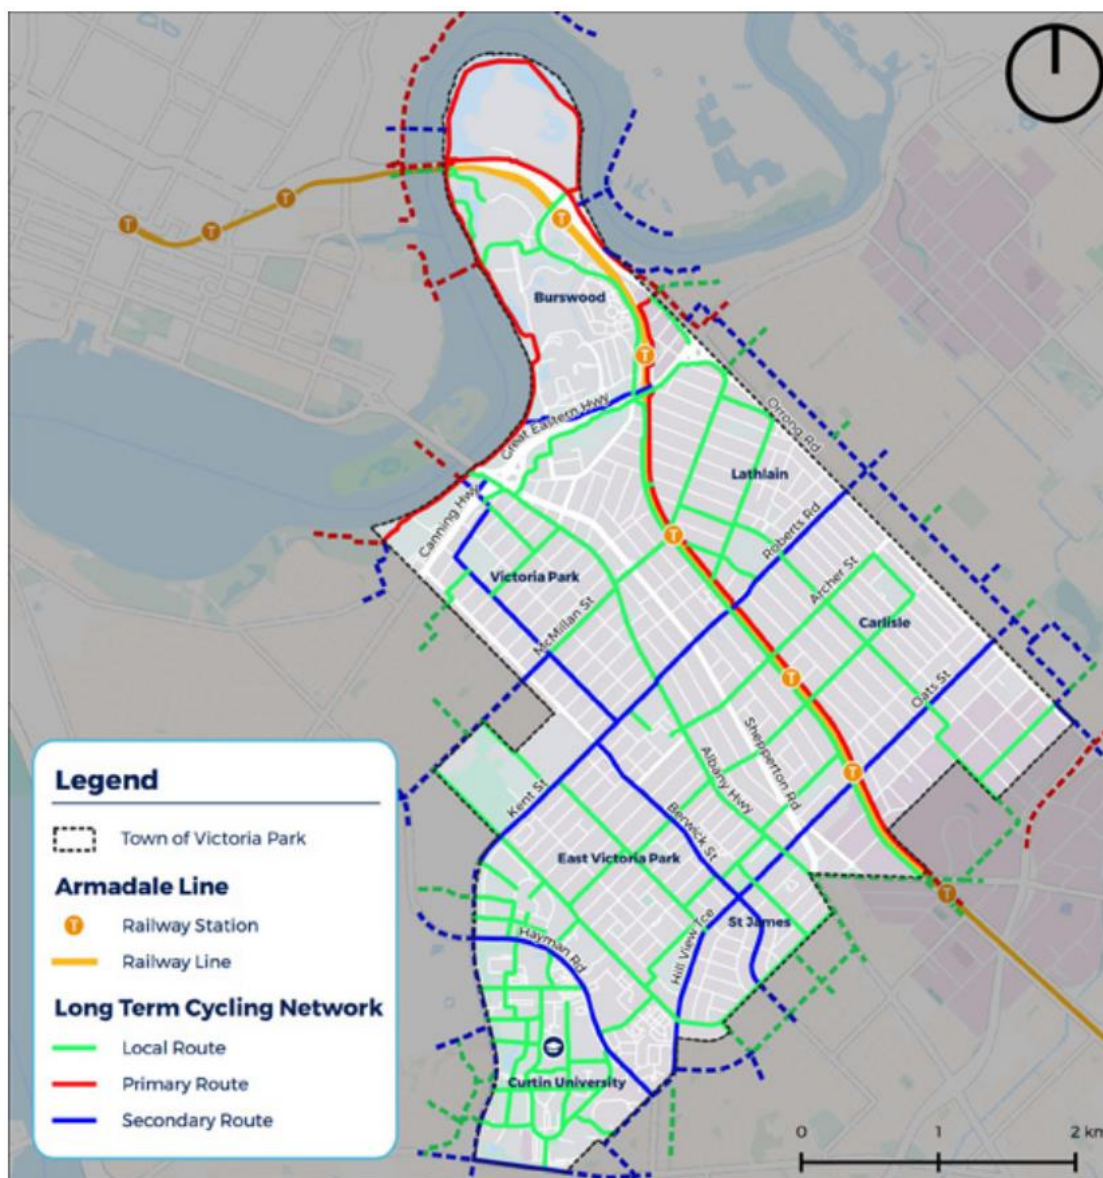 T
T
T
T
Burswood
T
Great Eastern Hwy
Orrong Rd
Lathlain
Canning Hwy
Roberts Rd
T
Victoria Park
McMillan St
Archer St
Carlisle
T
Oats St
Shepperton Rd
Albany Hwy
T
Kent St
Berwick St
East Victoria Park
T
St James
Hill View Tce
Hayman Rd
Curtin University
Legend
Town of Victoria Park
Armadale Line
T Railway Station
Railway Line
Long Term Cycling Network
Local Route
Primary Route
Secondary Route
0 1 2 km